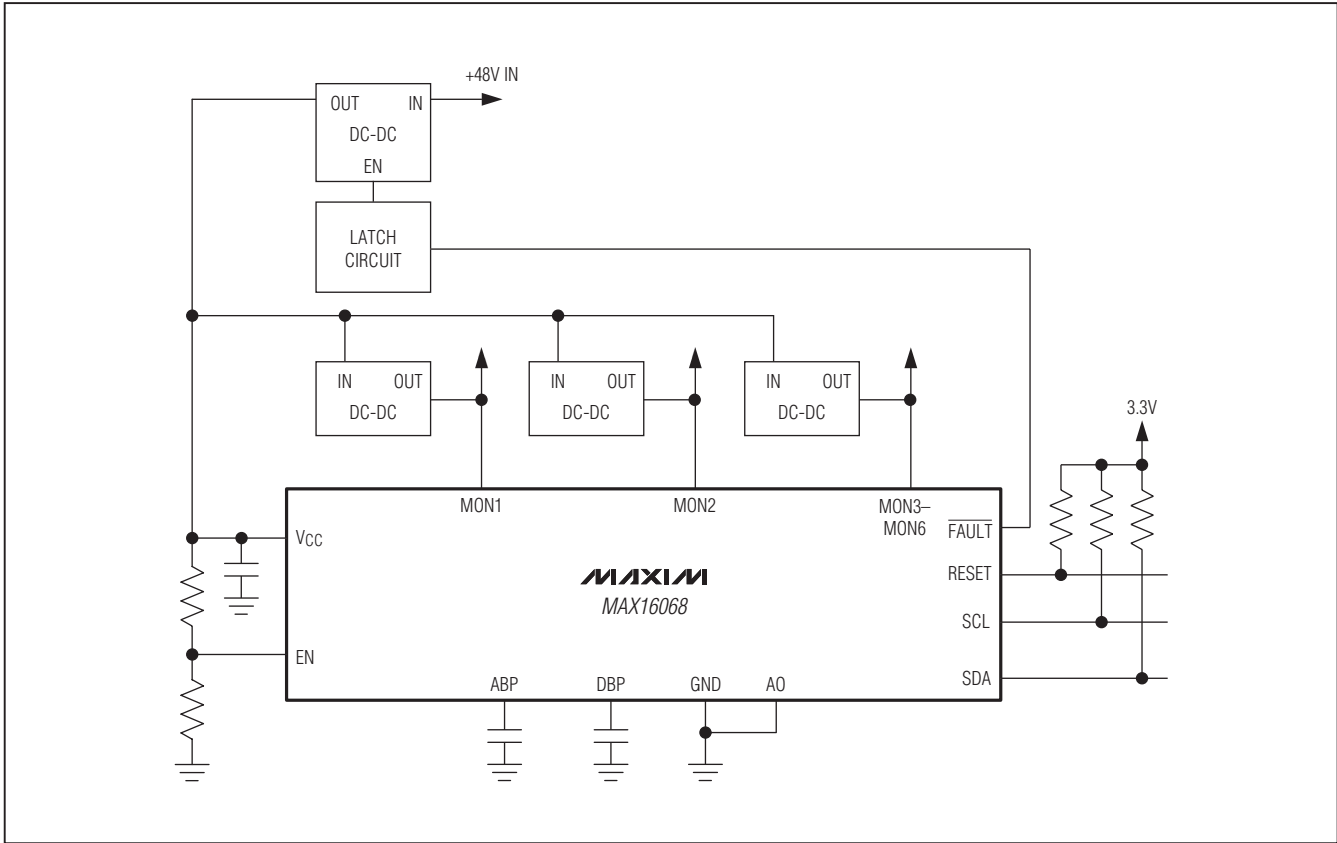 +48V IN
OUT IN
DC-DC
EN
LATCH
CIRCUIT
IN OUT
DC-DC
IN OUT
DC-DC
IN OUT
DC-DC
3.3V
MON1
MON2
MON3–
MON6
FAULT
VCC
RESET
MAXIM
MAX16068
SCL
EN
SDA
ABP
DBP
GND
A0